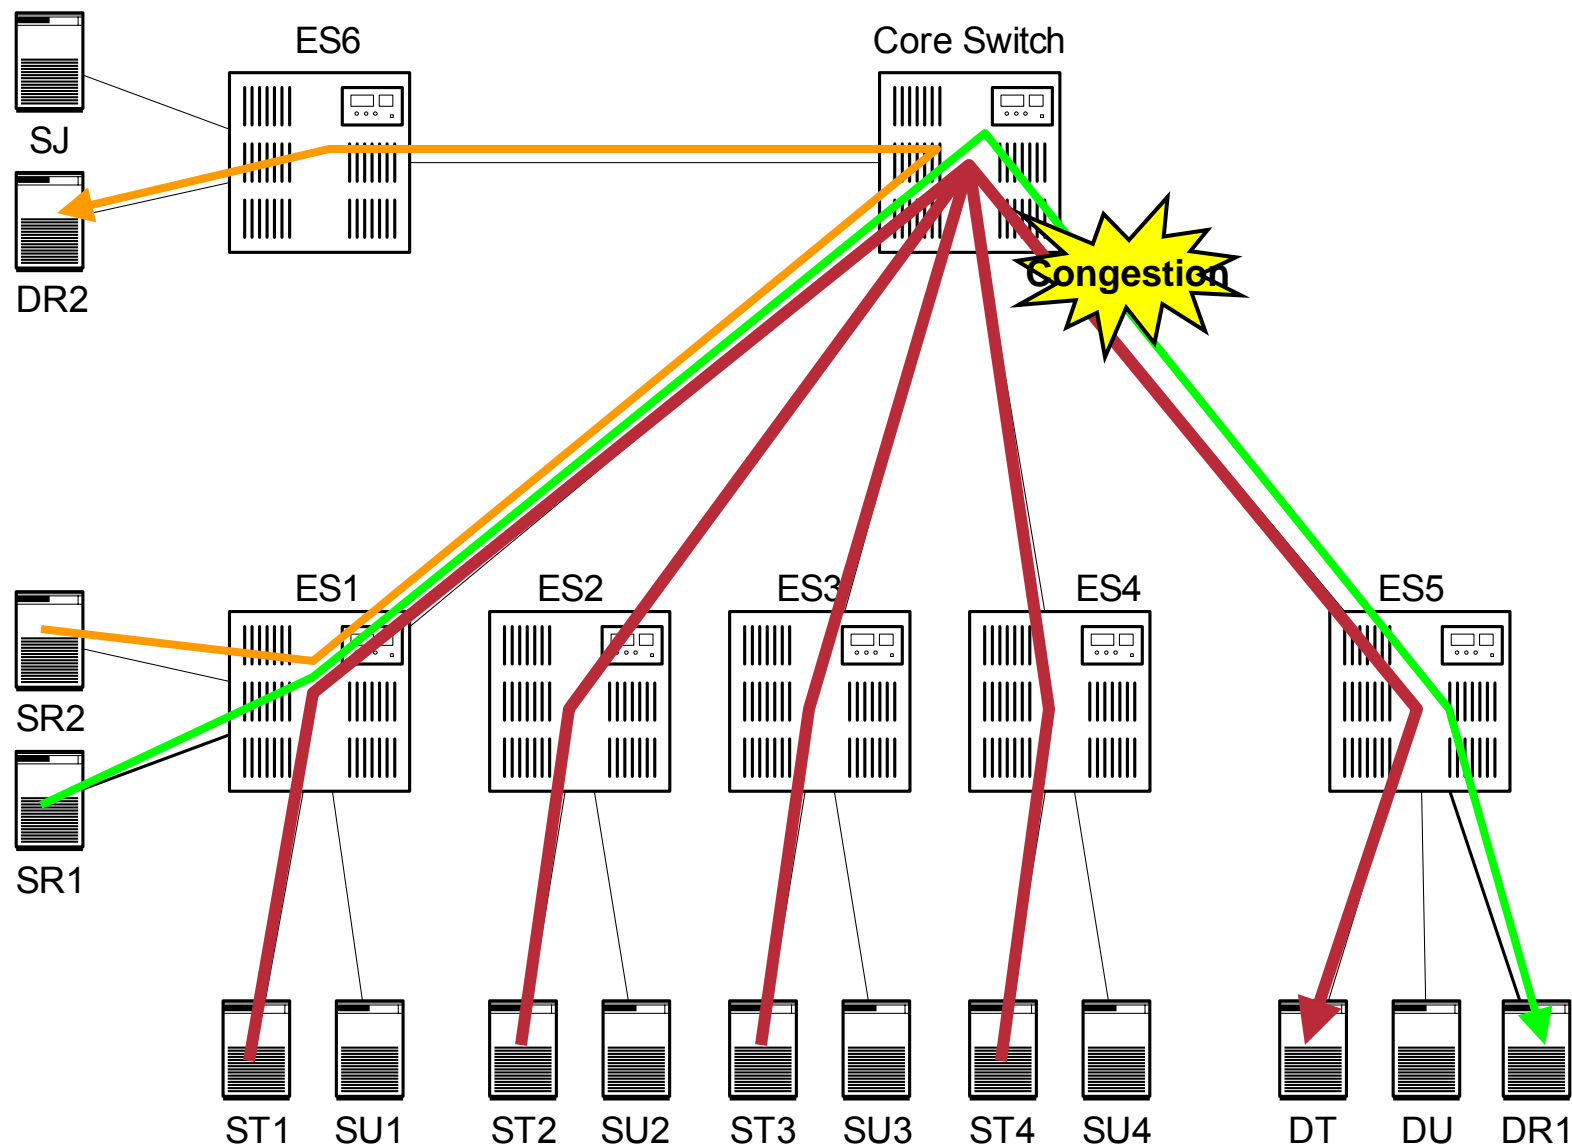 ES6
Core Switch
SJ
DR2
Congestion
ES1
ES2
ES3
ES4
ES5
SR2
SR1
ST1
SU1
ST2
SU2
ST3
SU3
ST4
SU4
DT
DU
DR1